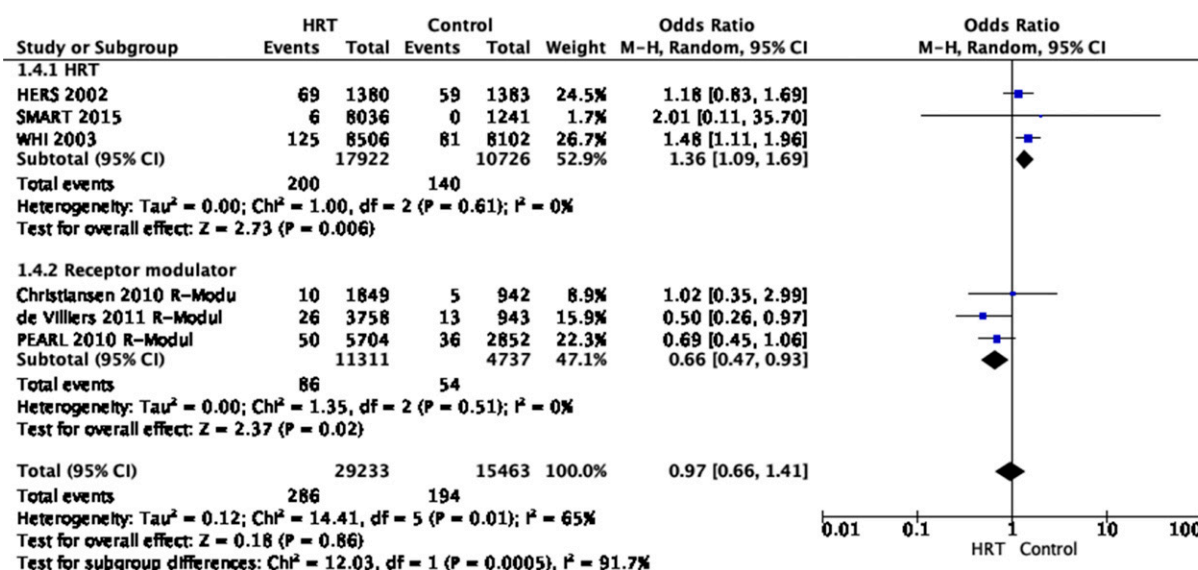 HRT Control Odds Ratio Odds Ratio
Study or Subgroup Events Total Events Total Weight M-H, Random, 95% CI M-H, Random, 95% CI
1.4.1 HRT
HERS 2002 69 1380 59 1383 24.5% 1.18 [0.83, 1.69]
SMART 2015 6 8036 0 1241 1.7% 2.01 [0.11, 35.70]
WHI 2003 125 8506 81 8102 26.7% 1.48 [1.11, 1.96]
Subtotal (95% CI) 17922 10726 52.9% 1.36 [1.09, 1.69]
Total events 200 140
Heterogeneity: Tau² = 0.00; Chi² = 1.00, df = 2 (P = 0.61); I² = 0%
Test for overall effect: Z = 2.73 (P = 0.006)
1.4.2 Receptor modulator
Christiansen 2010 R-Modu 10 1849 5 942 8.9% 1.02 [0.35, 2.99]
de Villiers 2011 R-Modul 26 3758 13 943 15.9% 0.50 [0.26, 0.97]
PEARL 2010 R-Modul 50 5704 36 2852 22.3% 0.69 [0.45, 1.06]
Subtotal (95% CI) 11311 4737 47.1% 0.66 [0.47, 0.93]
Total events 86 54
Heterogeneity: Tau² = 0.00; Chi² = 1.35, df = 2 (P = 0.51); I² = 0%
Test for overall effect: Z = 2.37 (P = 0.02)
Total (95% CI) 29233 15463 100.0% 0.97 [0.66, 1.41]
Total events 286 194
Heterogeneity: Tau² = 0.12; Chi² = 14.41, df = 5 (P = 0.01); I² = 65%
Test for overall effect: Z = 0.18 (P = 0.86)
Test for subgroup differences: Chi² = 12.03, df = 1 (P = 0.0005), I² = 91.7%
0.01 0.1 1 10 100
HRT Control